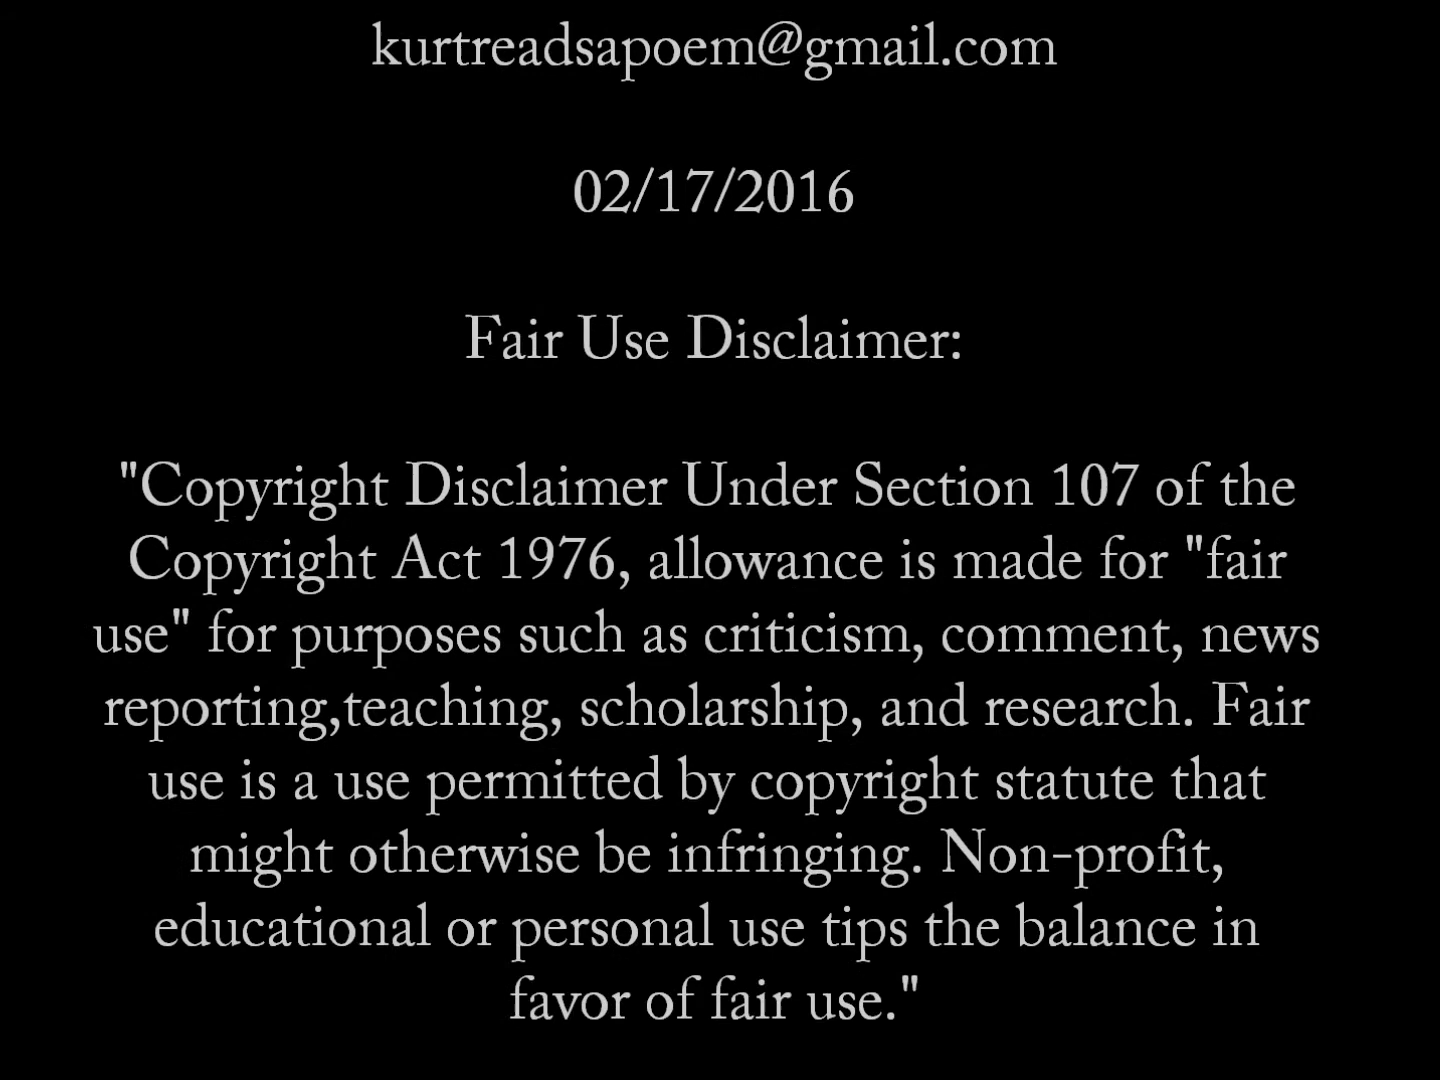 kurtreadsapoem@gmail.com
02/17/2016
Fair Use Disclaimer:
"Copyright Disclaimer Under Section 107 of the
Copyright Act 1976, allowance is made for "fair
use" for purposes such as criticism, comment, news
reporting,teaching, scholarship, and research. Fair
use is a use permitted by copyright statute that
might otherwise be infringing. Non-profit,
educational or personal use tips the balance in
favor of fair use."